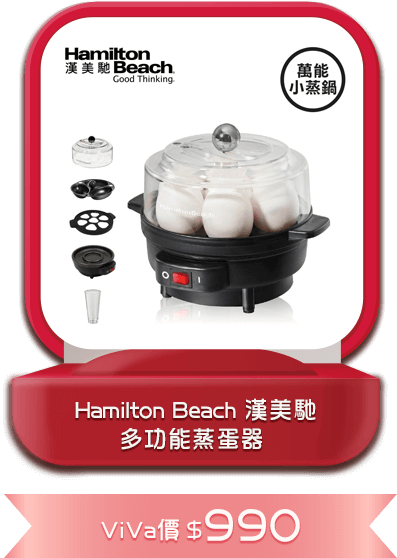 Hamilton
漢美馳 Beach
Good Thinking.
萬能
小蒸鍋
O I
Hamilton Beach 漢美馳
多功能蒸蛋器
ViVa價 $990